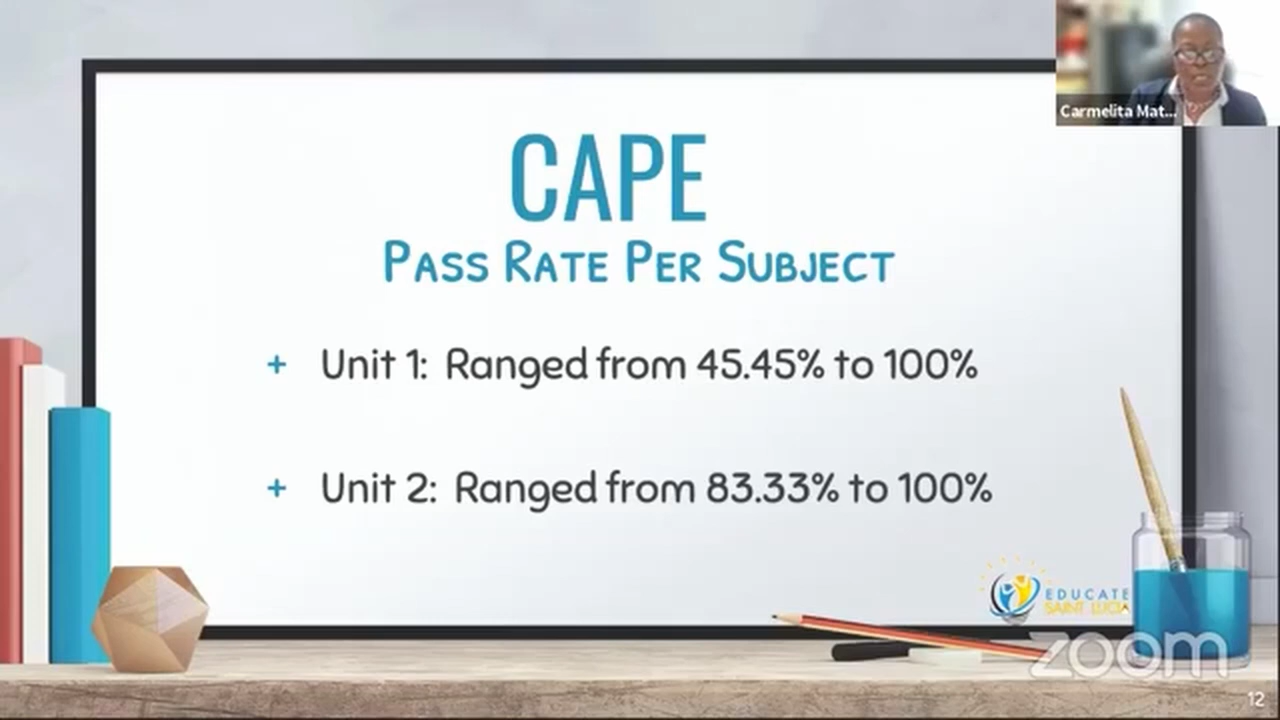 Carmelita Mat...
CAPE
Pass Rate Per Subject
+ Unit 1: Ranged from 45.45% to 100%
+ Unit 2: Ranged from 83.33% to 100%
EDUCATE
SAINT LUCIA
zoom
12